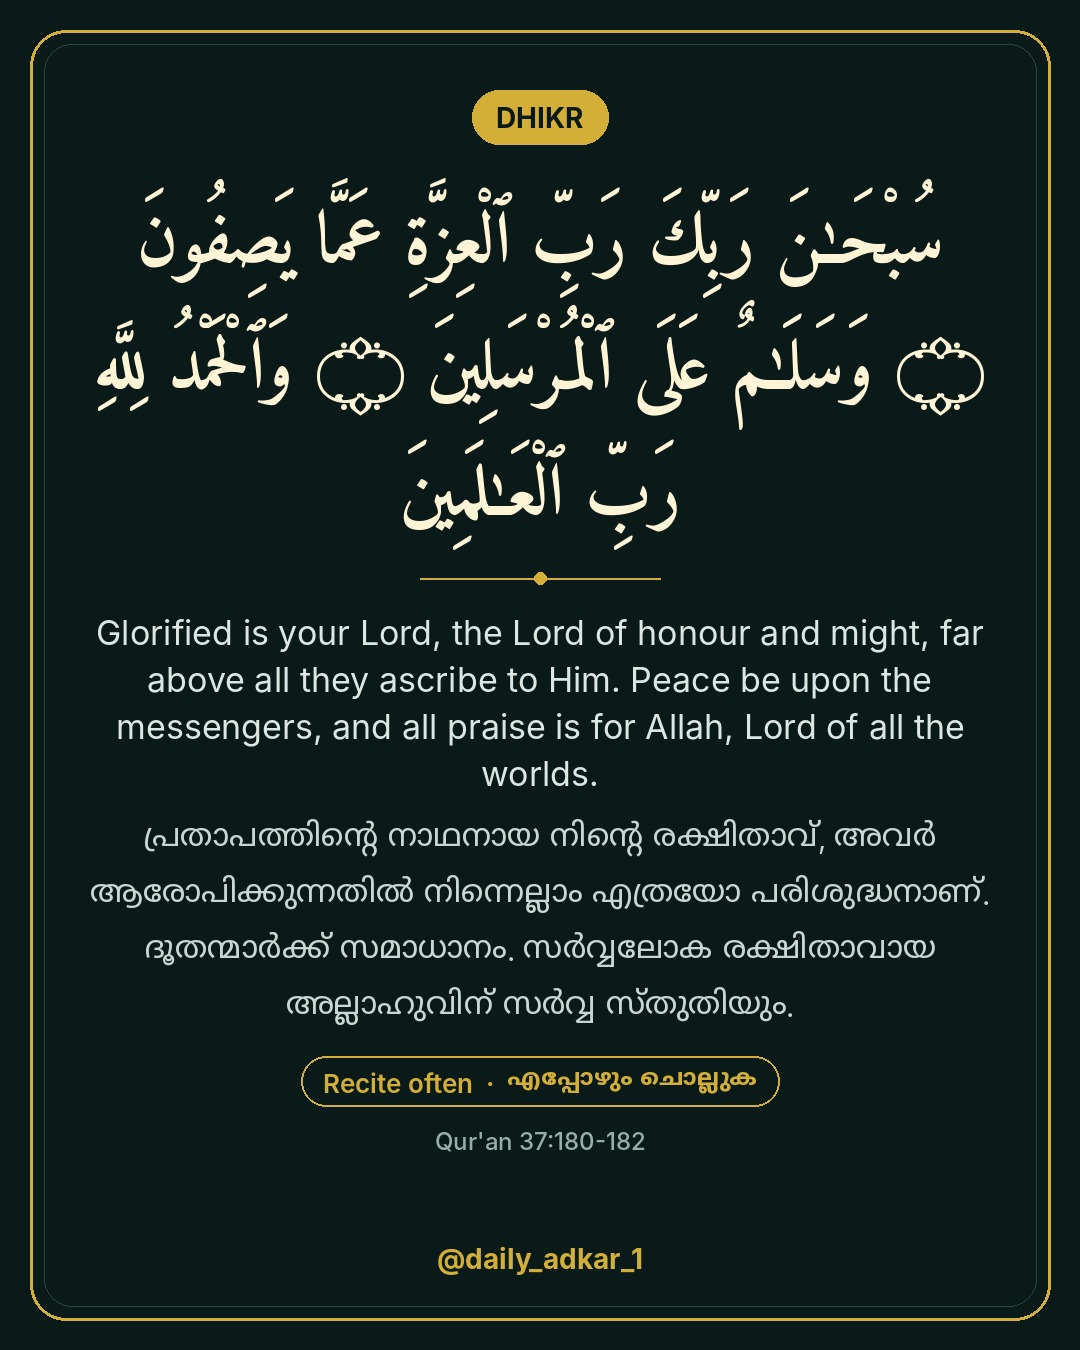 DHIKR
سُبْحَـٰنَ رَبِّكَ رَبِّ ٱلْعِزَّةِ عَمَّا يَصِفُونَ
۝ وَسَلَـٰمٌ عَلَى ٱلْمُرْسَلِينَ ۝ وَٱلْحَمْدُ لِلَّهِ
رَبِّ ٱلْعَـٰلَمِينَ
Glorified is your Lord, the Lord of honour and might, far
above all they ascribe to Him. Peace be upon the
messengers, and all praise is for Allah, Lord of all the
worlds.
പ്രതാപത്തിന്റെ നാഥനായ നിന്റെ രക്ഷിതാവ്, അവർ
ആരോപിക്കുന്നതിൽ നിന്നെല്ലാം എത്രയോ പരിശുദ്ധനാണ്.
ദൂതന്മാർക്ക് സമാധാനം. സർവ്വലോക രക്ഷിതാവായ
അല്ലാഹുവിന് സർവ്വ സ്തുതിയും.
Recite often · എപ്പോഴും ചൊല്ലുക
Qur'an 37:180-182
@daily_adkar_1